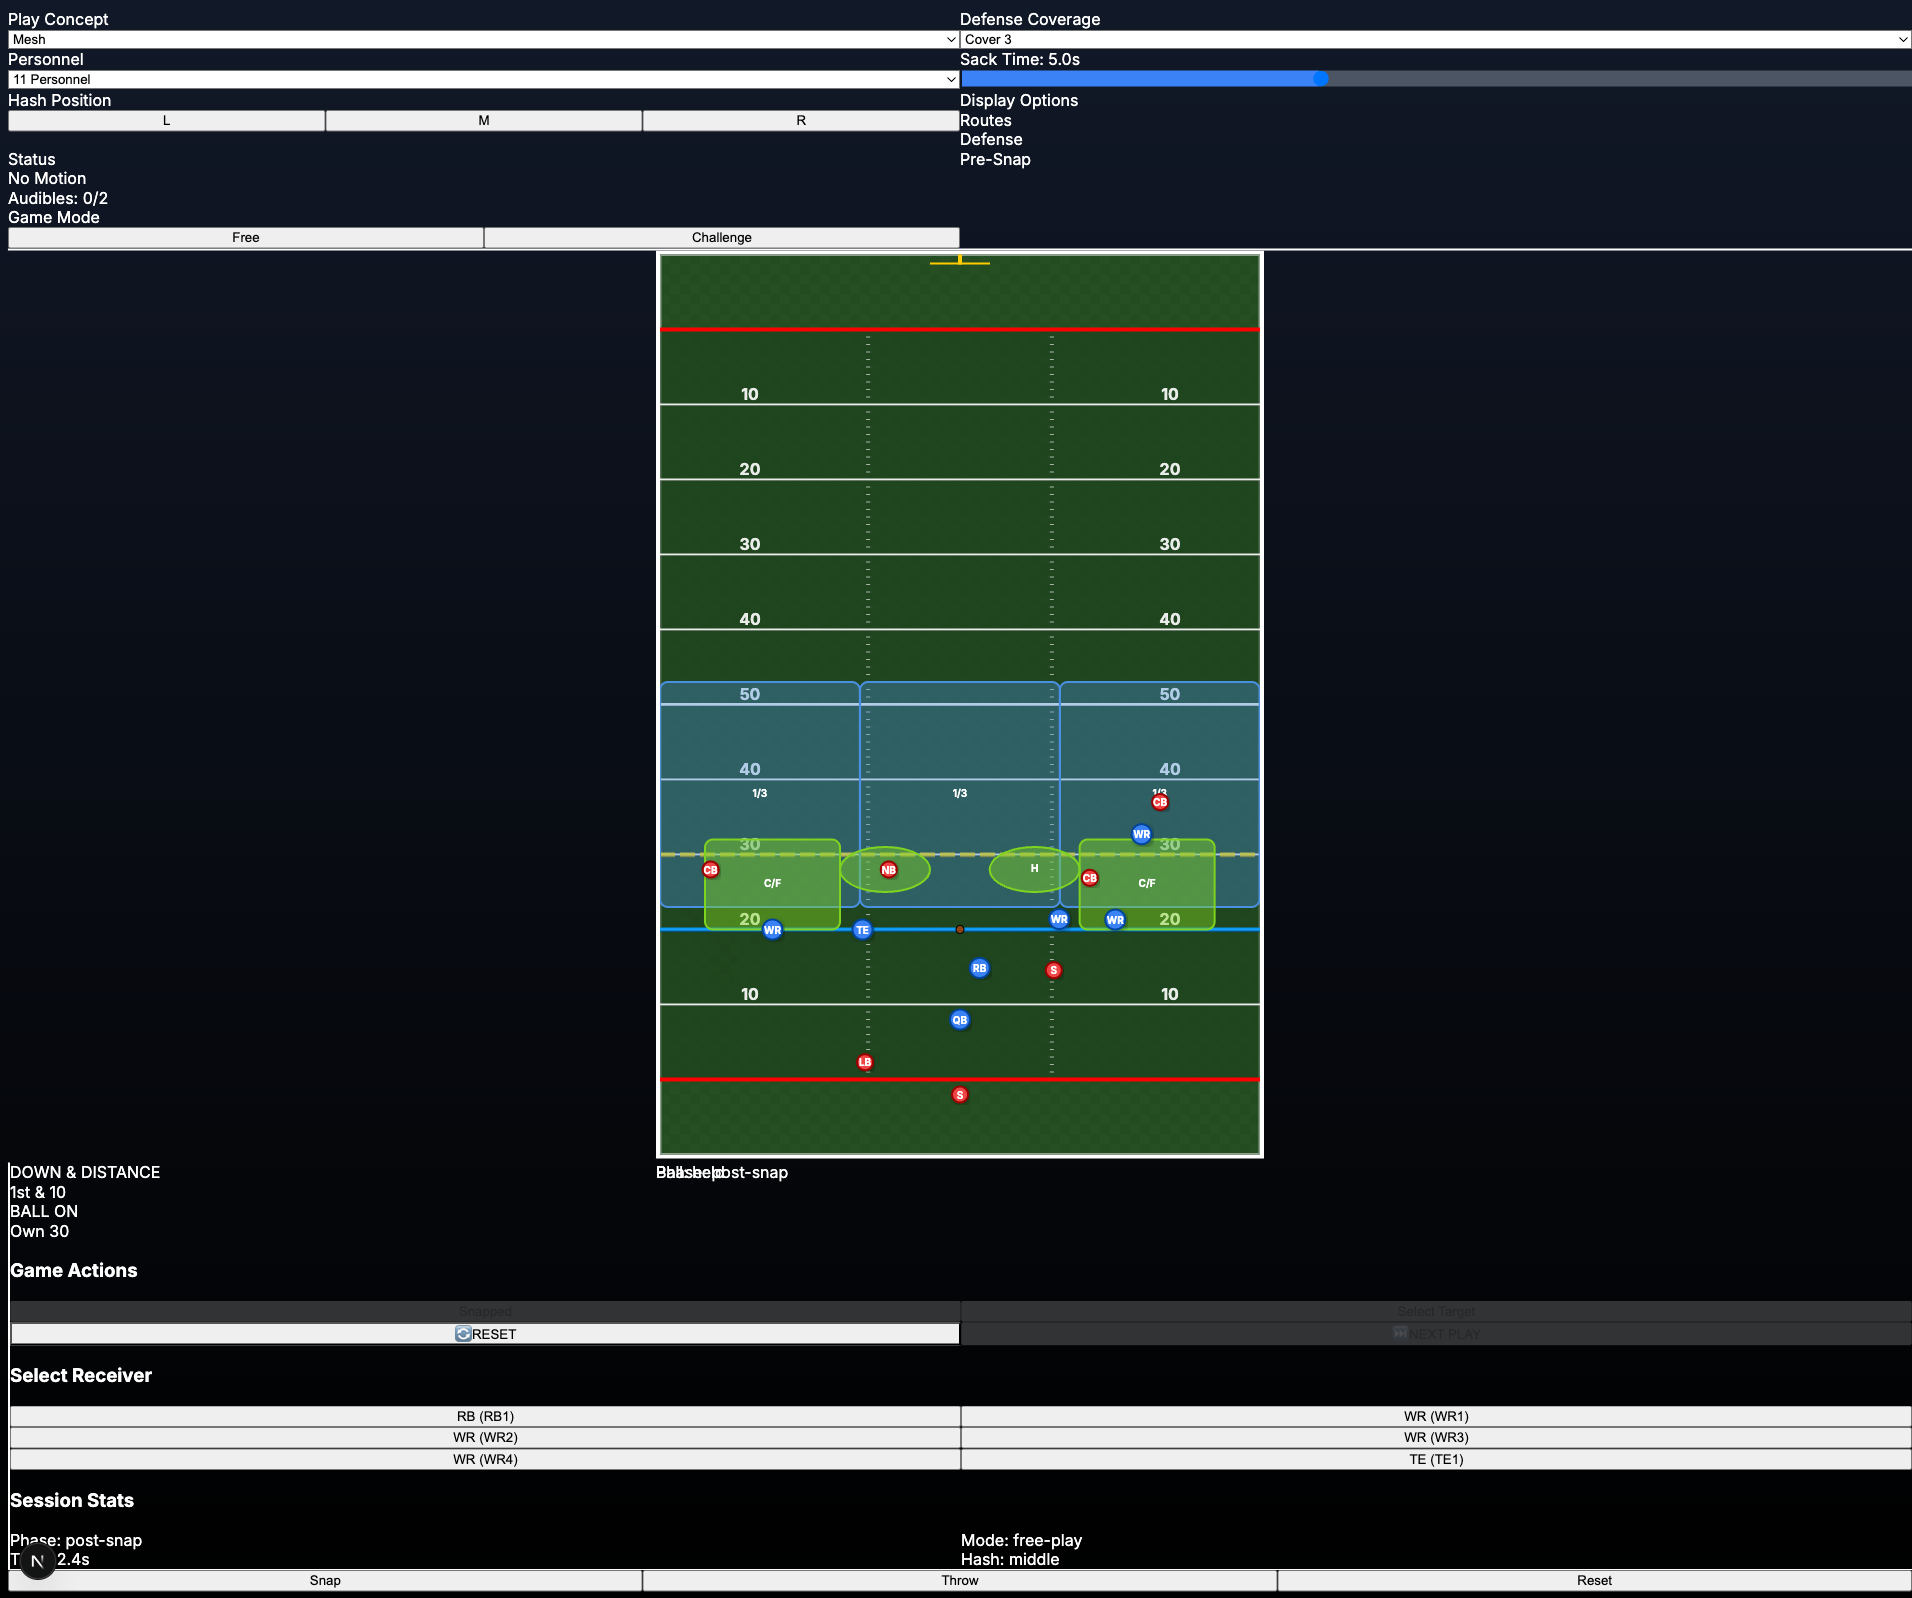 Play Concept
Mesh
Personnel
11 Personnel
Hash Position
L M R
Status
No Motion
Audibles: 0/2
Game Mode
Free Challenge
Defense Coverage
Cover 3
Sack Time: 5.0s
Display Options
Routes
Defense
Pre-Snap
10 10
20 20
30 30
40 40
50 50
40 40
1/3 1/3 1/3
CB
WR
30 30
CB NB H CB
C/F C/F
20 20
WR TE WR WR
RB S
10 10
QB
LB
S
Phase: post-snap
DOWN & DISTANCE
1st & 10
BALL ON
Own 30
Game Actions
Snapped Select Target
RESET NEXT PLAY
Select Receiver
RB (RB1) WR (WR1)
WR (WR2) WR (WR3)
WR (WR4) TE (TE1)
Session Stats
Phase: post-snap Mode: free-play
2.4s Hash: middle
N
Snap Throw Reset